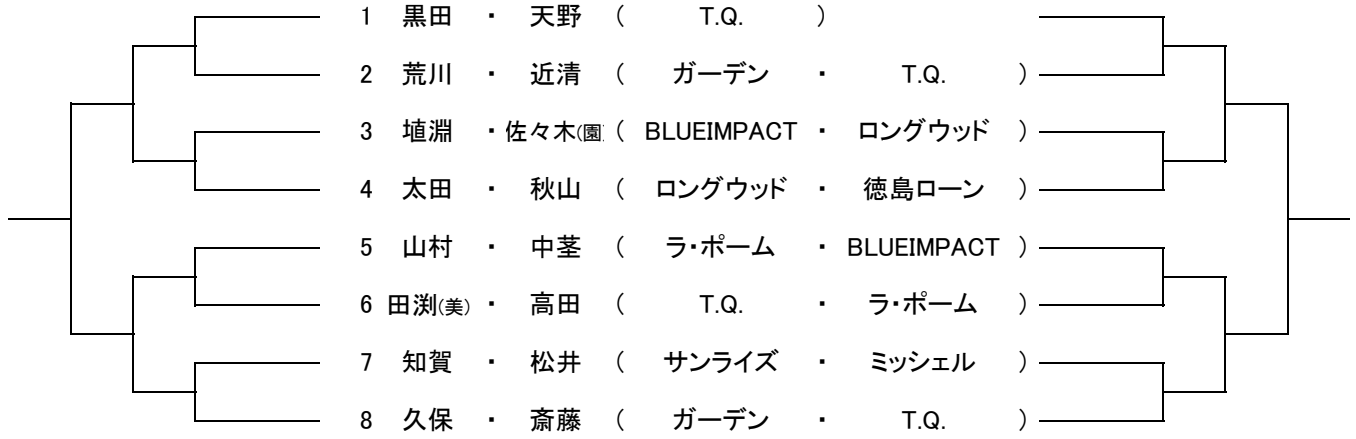 1 黒田 ・ 天野 ( T.Q. )
2 荒川 ・ 近清 ( ガーデン ・ T.Q. )
3 埴淵 ・ 佐々木(園) ( BLUEIMPACT ・ ロングウッド )
4 太田 ・ 秋山 ( ロングウッド ・ 徳島ローン )
5 山村 ・ 中茎 ( ラ・ポーム ・ BLUEIMPACT )
6 田渕(美) ・ 高田 ( T.Q. ・ ラ・ポーム )
7 知賀 ・ 松井 ( サンライズ ・ ミッシェル )
8 久保 ・ 斎藤 ( ガーデン ・ T.Q. )